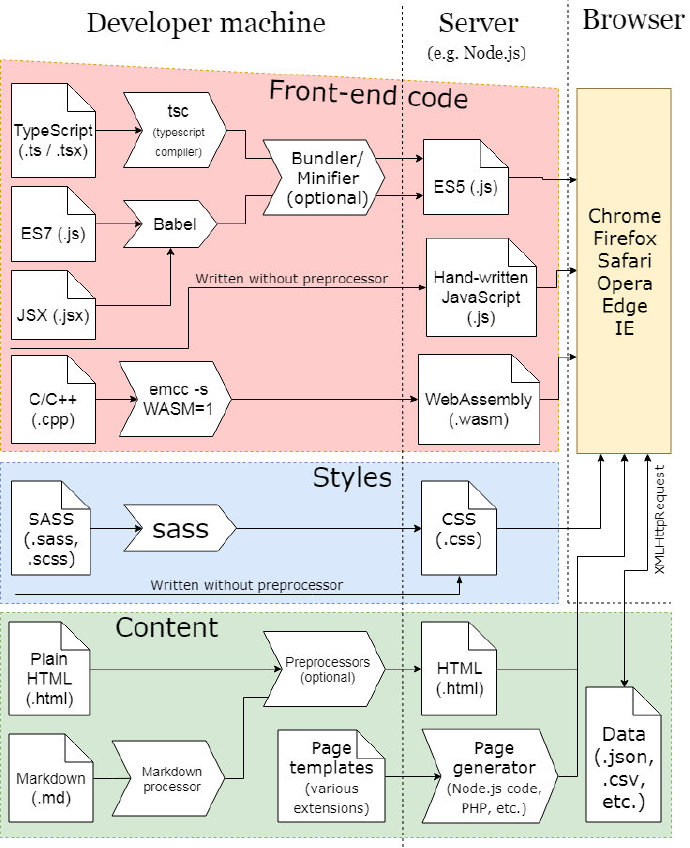 Developer machine
Server
(e.g. Node.js)
Browser
Front-end code
TypeScript
(.ts / .tsx)
tsc
(typescript
compiler)
Bundler/
Minifier
(optional)
ES5 (.js)
ES7 (.js)
Babel
JSX (.jsx)
Written without preprocessor
Hand-written
JavaScript
(.js)
C/C++
(.cpp)
emcc -s
WASM=1
WebAssembly
(.wasm)
Chrome
Firefox
Safari
Opera
Edge
IE
Styles
SASS
(.sass,
.scss)
sass
CSS
(.css)
Written without preprocessor
XMLHttpRequest
Content
Plain
HTML
(.html)
Preprocessors
(optional)
HTML
(.html)
Markdown
(.md)
Markdown
processor
Page
templates
(various
extensions)
Page
generator
(Node.js code,
PHP, etc.)
Data
(.json,
.csv,
etc.)